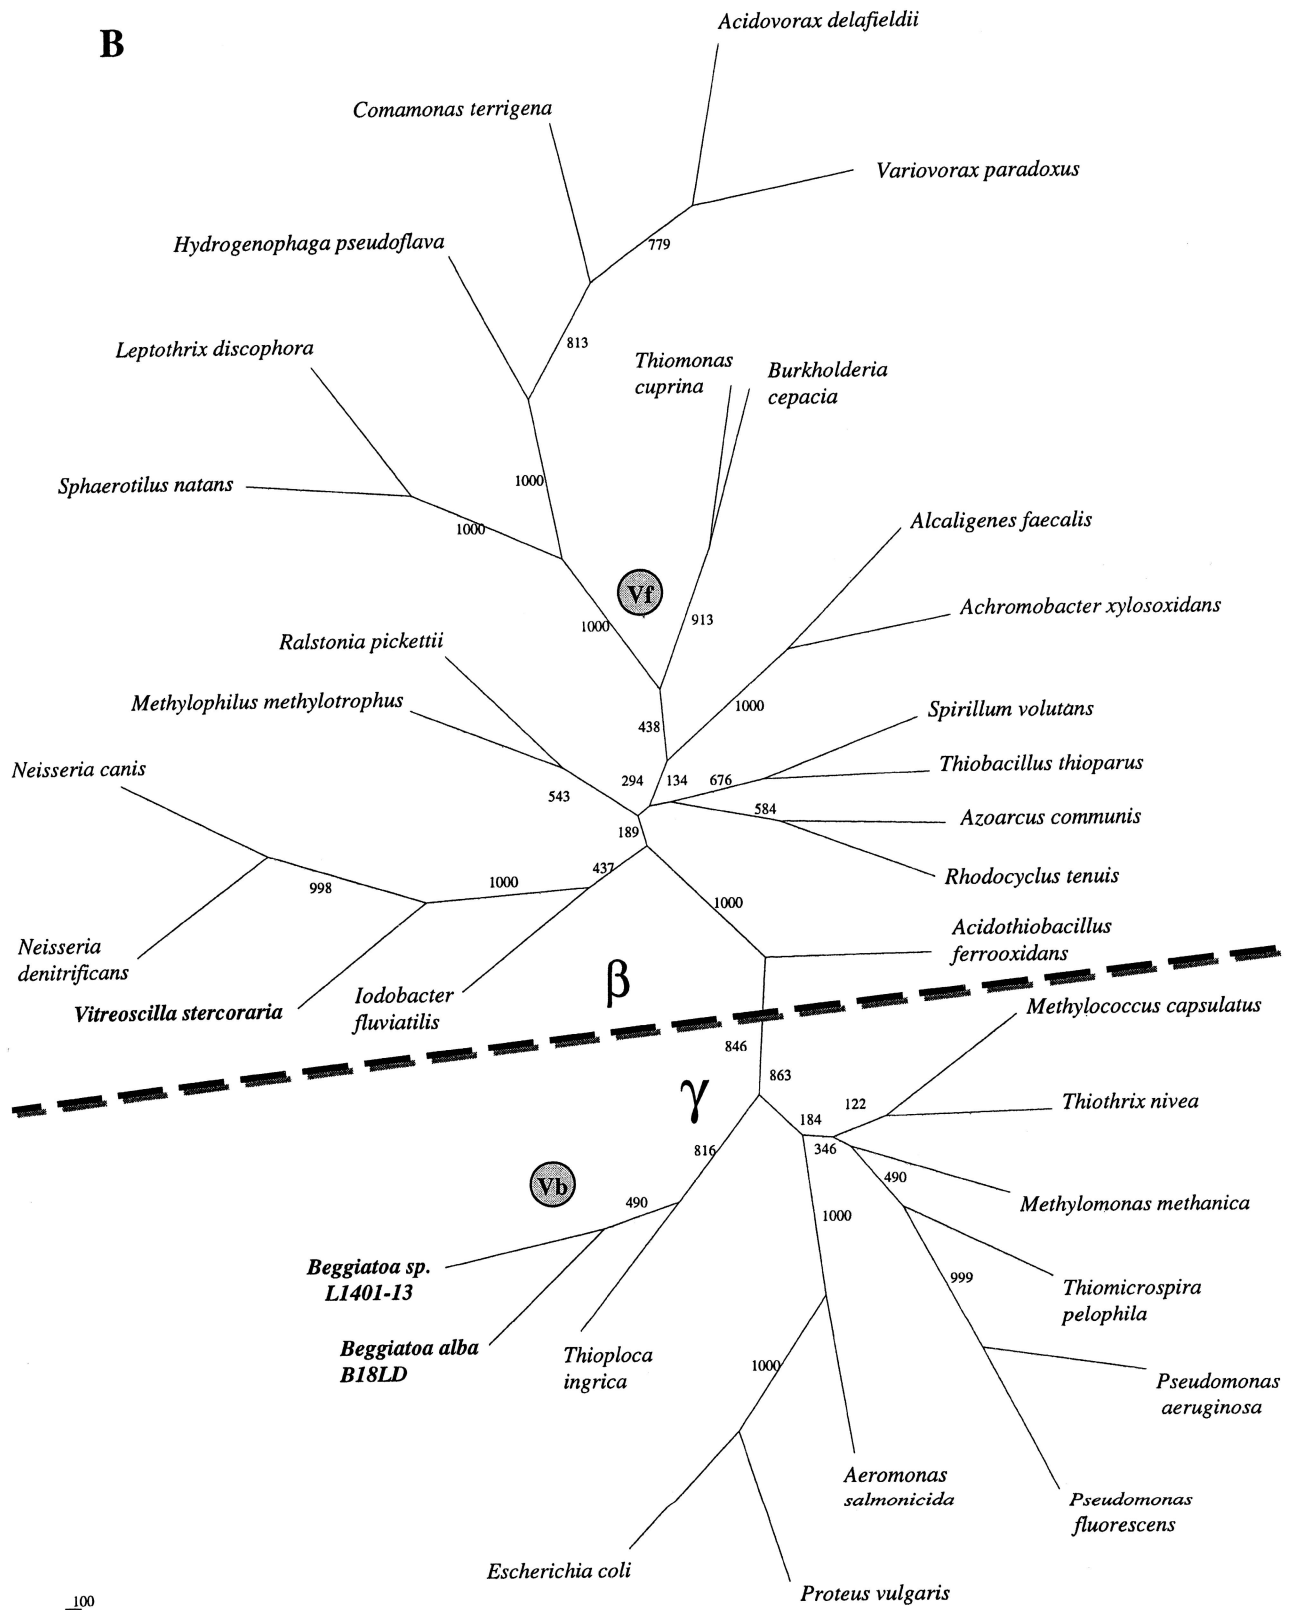 B
Acidovorax delafieldii
Comamonas terrigena
Variovorax paradoxus
779
Hydrogenophaga pseudoflava
813
Leptothrix discophora
Thiomonas
cuprina
Burkholderia
cepacia
1000
Sphaerotilus natans
1000
Alcaligenes faecalis
Vf
1000
913
Achromobacter xylosoxidans
Ralstonia pickettii
Methylophilus methylotrophus
1000
438
Spirillum volutans
Neisseria canis
294
134
676
Thiobacillus thioparus
543
584
Azoarcus communis
189
437
1000
998
Rhodocyclus tenuis
1000
Acidothiobacillus
ferrooxidans
Neisseria
denitrificans
Vitreoscilla stercoraria
Iodobacter
fluviatilis
β
Methylococcus capsulatus
846
863
γ
122
Thiothrix nivea
184
346
816
490
Vb
490
Methylomonas methanica
1000
Beggiatoa sp.
L1401-13
999
Thiomicrospira
pelophila
Beggiatoa alba
B18LD
Thioploca
ingrica
1000
Pseudomonas
aeruginosa
Aeromonas
salmonicida
Pseudomonas
fluorescens
Escherichia coli
Proteus vulgaris
100